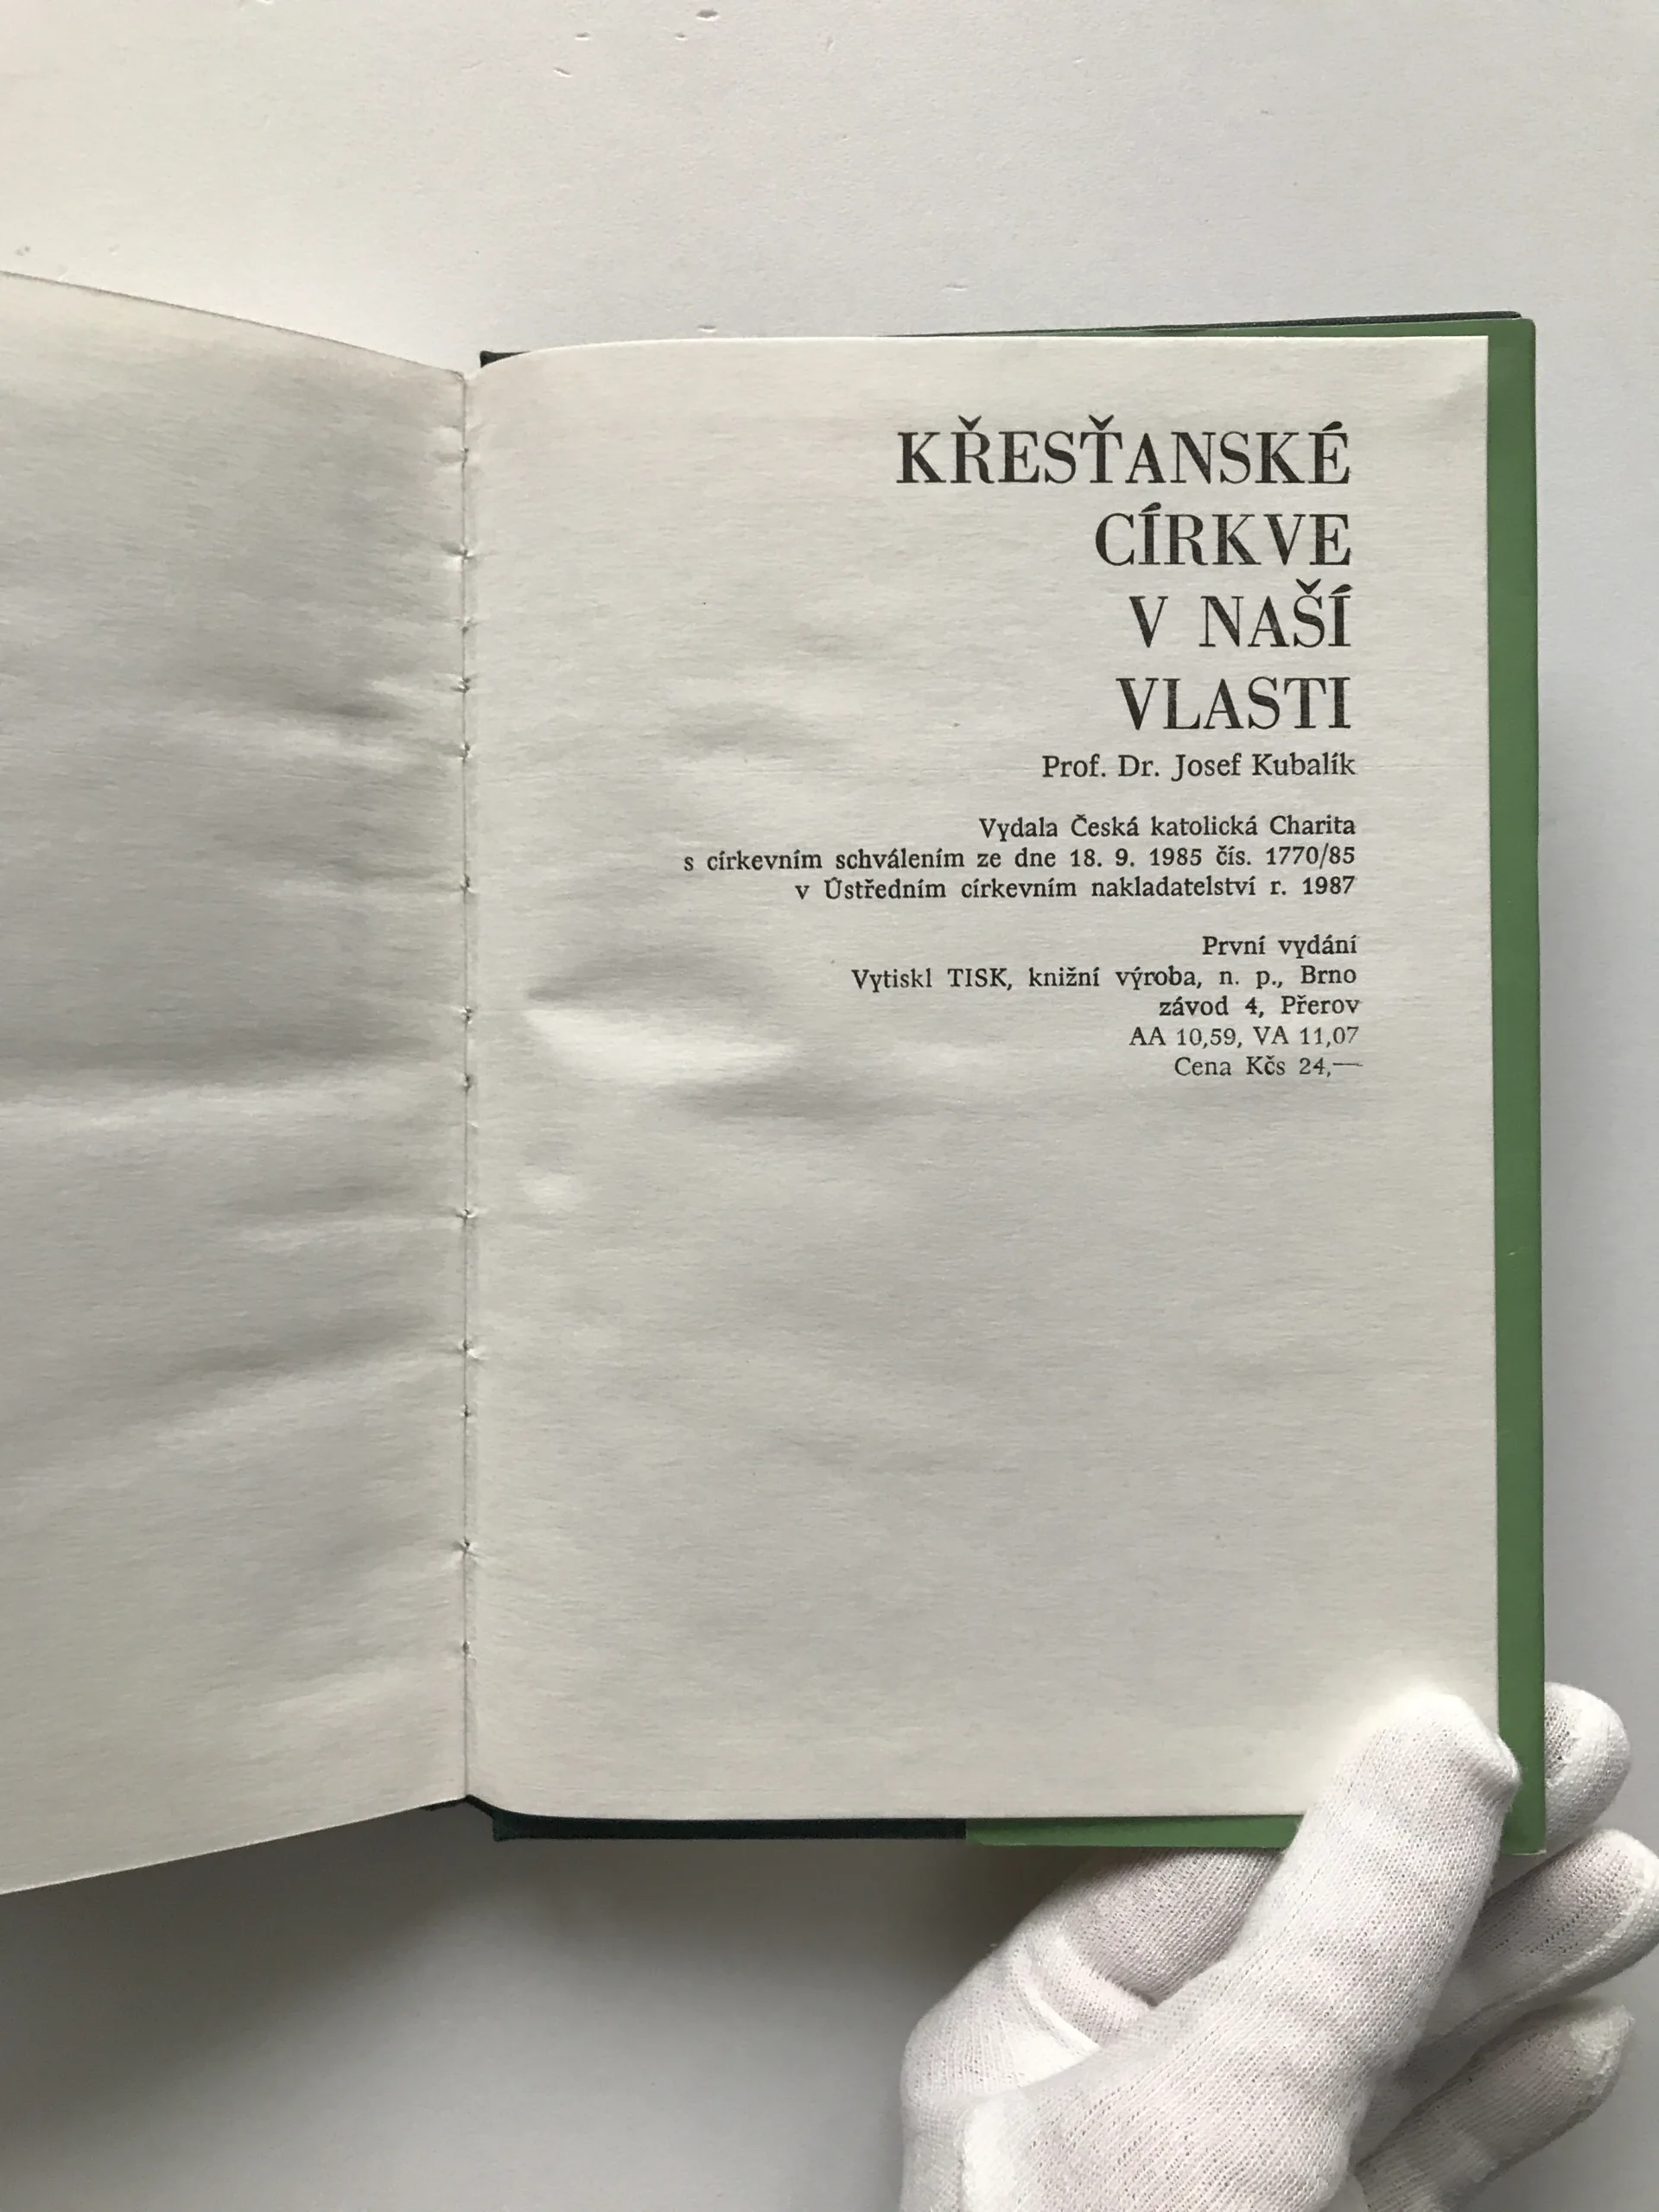 KŘESŤANSKÉ
CÍRKVE
V NAŠÍ
VLASTI
Prof. Dr. Josef Kubalík
Vydala Česká katolická Charita
s církevním schválením ze dne 18. 9. 1985 čís. 1770/85
v Ústředním církevním nakladatelství r. 1987
První vydání
Vytiskl TISK, knižní výroba, n. p., Brno
závod 4, Přerov
AA 10,59, VA 11,07
Cena Kčs 24,—